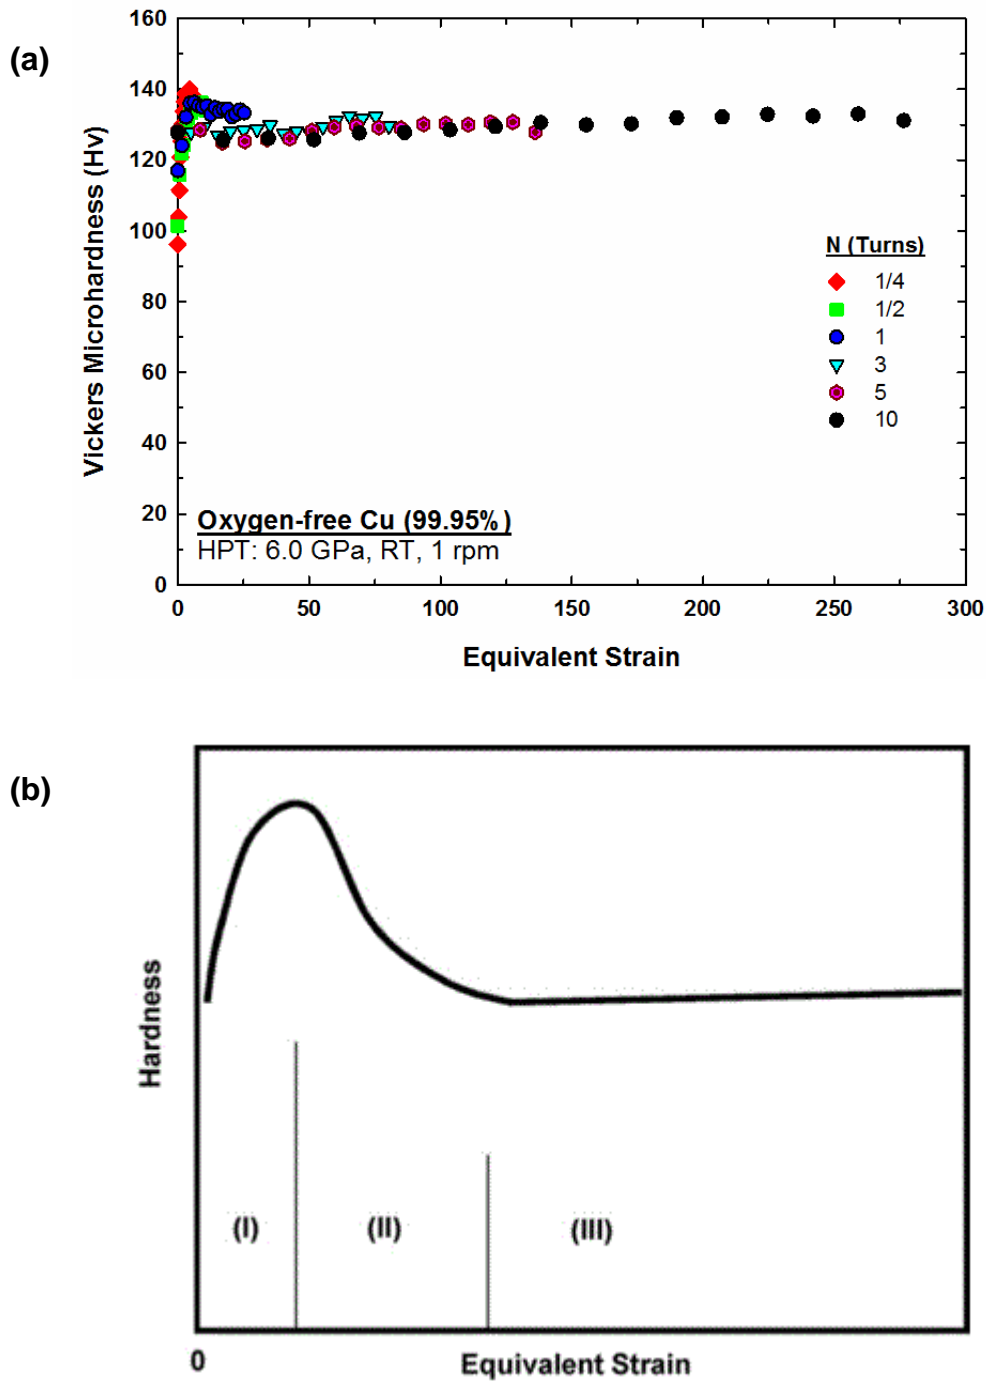 (a)
160
140
120
100
80
60
40
20
0
Vickers Microhardness (Hv)
N (Turns)
1/4
1/2
1
3
5
10
Oxygen-free Cu (99.95%)
HPT: 6.0 GPa, RT, 1 rpm
0 50 100 150 200 250 300
Equivalent Strain
(b)
Hardness
(I) (II) (III)
0
Equivalent Strain